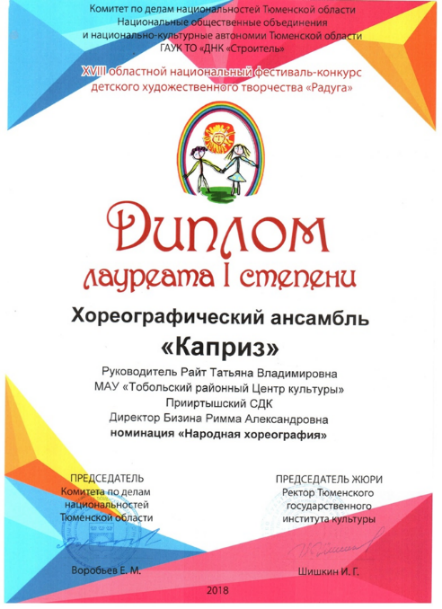 Комитет по делам национальностей Тюменской области
Национальные общественные объединения
и национально-культурные автономии Тюменской области
ГАУК ТО «ДНК «Строитель»
XVIII областной национальный фестиваль-конкурс
детского художественного творчества «Радуга»
Диплом
лауреата I степени
Хореографический ансамбль
«Каприз»
Руководитель Райт Татьяна Владимировна
МАУ «Тобольский районный Центр культуры»
Прииртышский СДК
Директор Бизина Римма Александровна
номинация «Народная хореография»
ПРЕДСЕДАТЕЛЬ
Комитета по делам
национальностей
Тюменской области
Воробьев Е. М.
ПРЕДСЕДАТЕЛЬ ЖЮРИ
Ректор Тюменского
государственного
института культуры
Шишкин И. Г.
2018